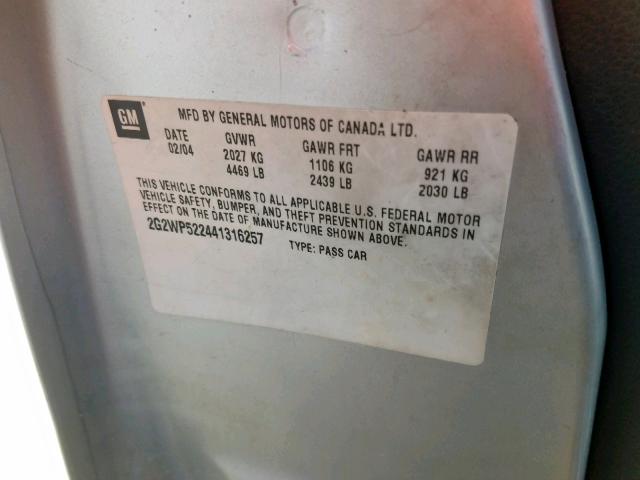 GM
MFD BY GENERAL MOTORS OF CANADA LTD.
DATE GVWR GAWR FRT GAWR RR
02/04 2027 KG 1106 KG 921 KG
4469 LB 2439 LB 2030 LB
THIS VEHICLE CONFORMS TO ALL APPLICABLE U.S. FEDERAL MOTOR
VEHICLE SAFETY, BUMPER, AND THEFT PREVENTION STANDARDS IN
EFFECT ON THE DATE OF MANUFACTURE SHOWN ABOVE.
2G2WP522441316257 TYPE: PASS CAR